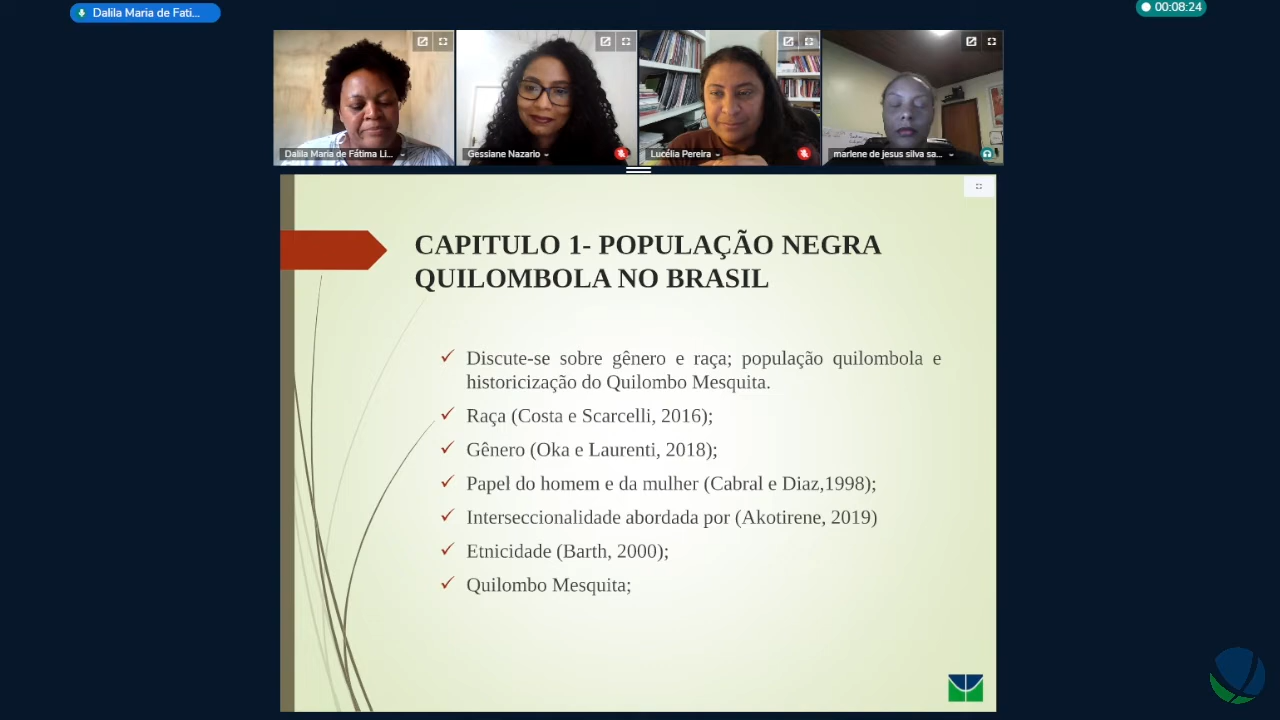 Dalila Maria de Fati...
00:08:24
Dalila Maria de Fátima Li...
Gessiane Nazario
Lucélia Pereira
marlene de jesus silva sa...
CAPITULO 1- POPULAÇÃO NEGRA
QUILOMBOLA NO BRASIL
Discute-se sobre gênero e raça; população quilombola e
historicização do Quilombo Mesquita.
Raça (Costa e Scarcelli, 2016);
Gênero (Oka e Laurenti, 2018);
Papel do homem e da mulher (Cabral e Diaz,1998);
Interseccionalidade abordada por (Akotirene, 2019)
Etnicidade (Barth, 2000);
Quilombo Mesquita;